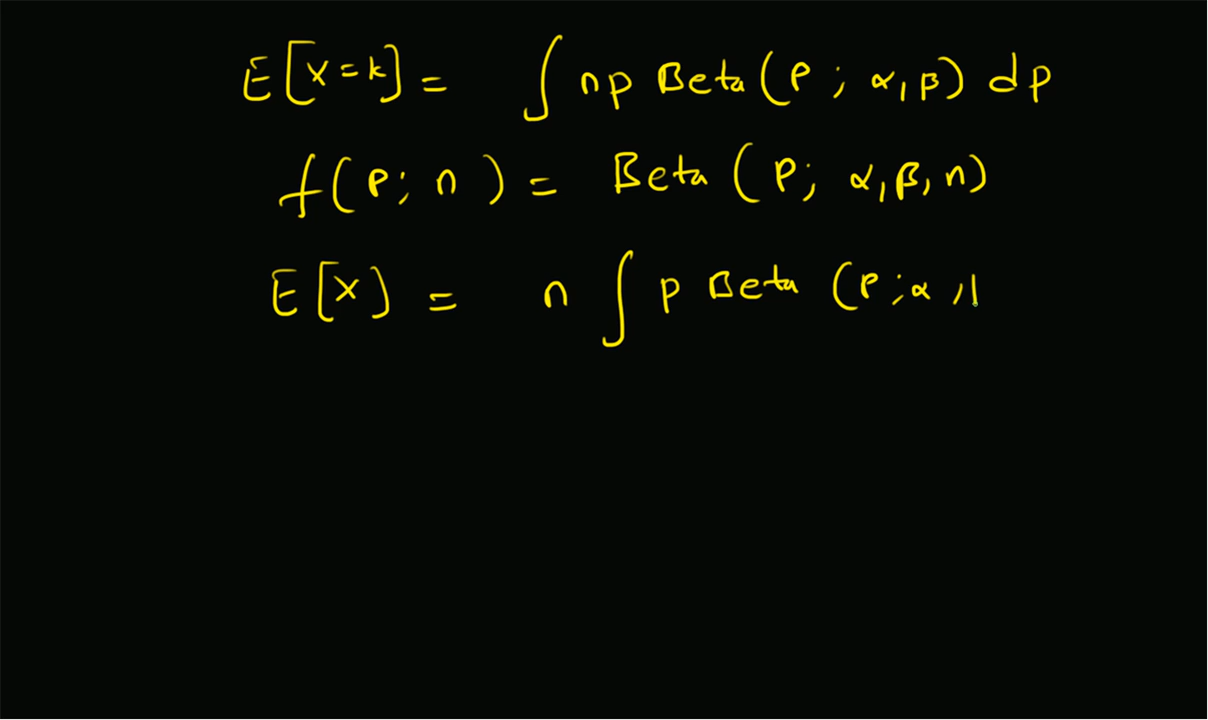 E[X=k] = ∫ np Beta(p; α,β) dp
f(p; n) = Beta(p; α,β,n)
E[X] = n ∫ p Beta(p;α,